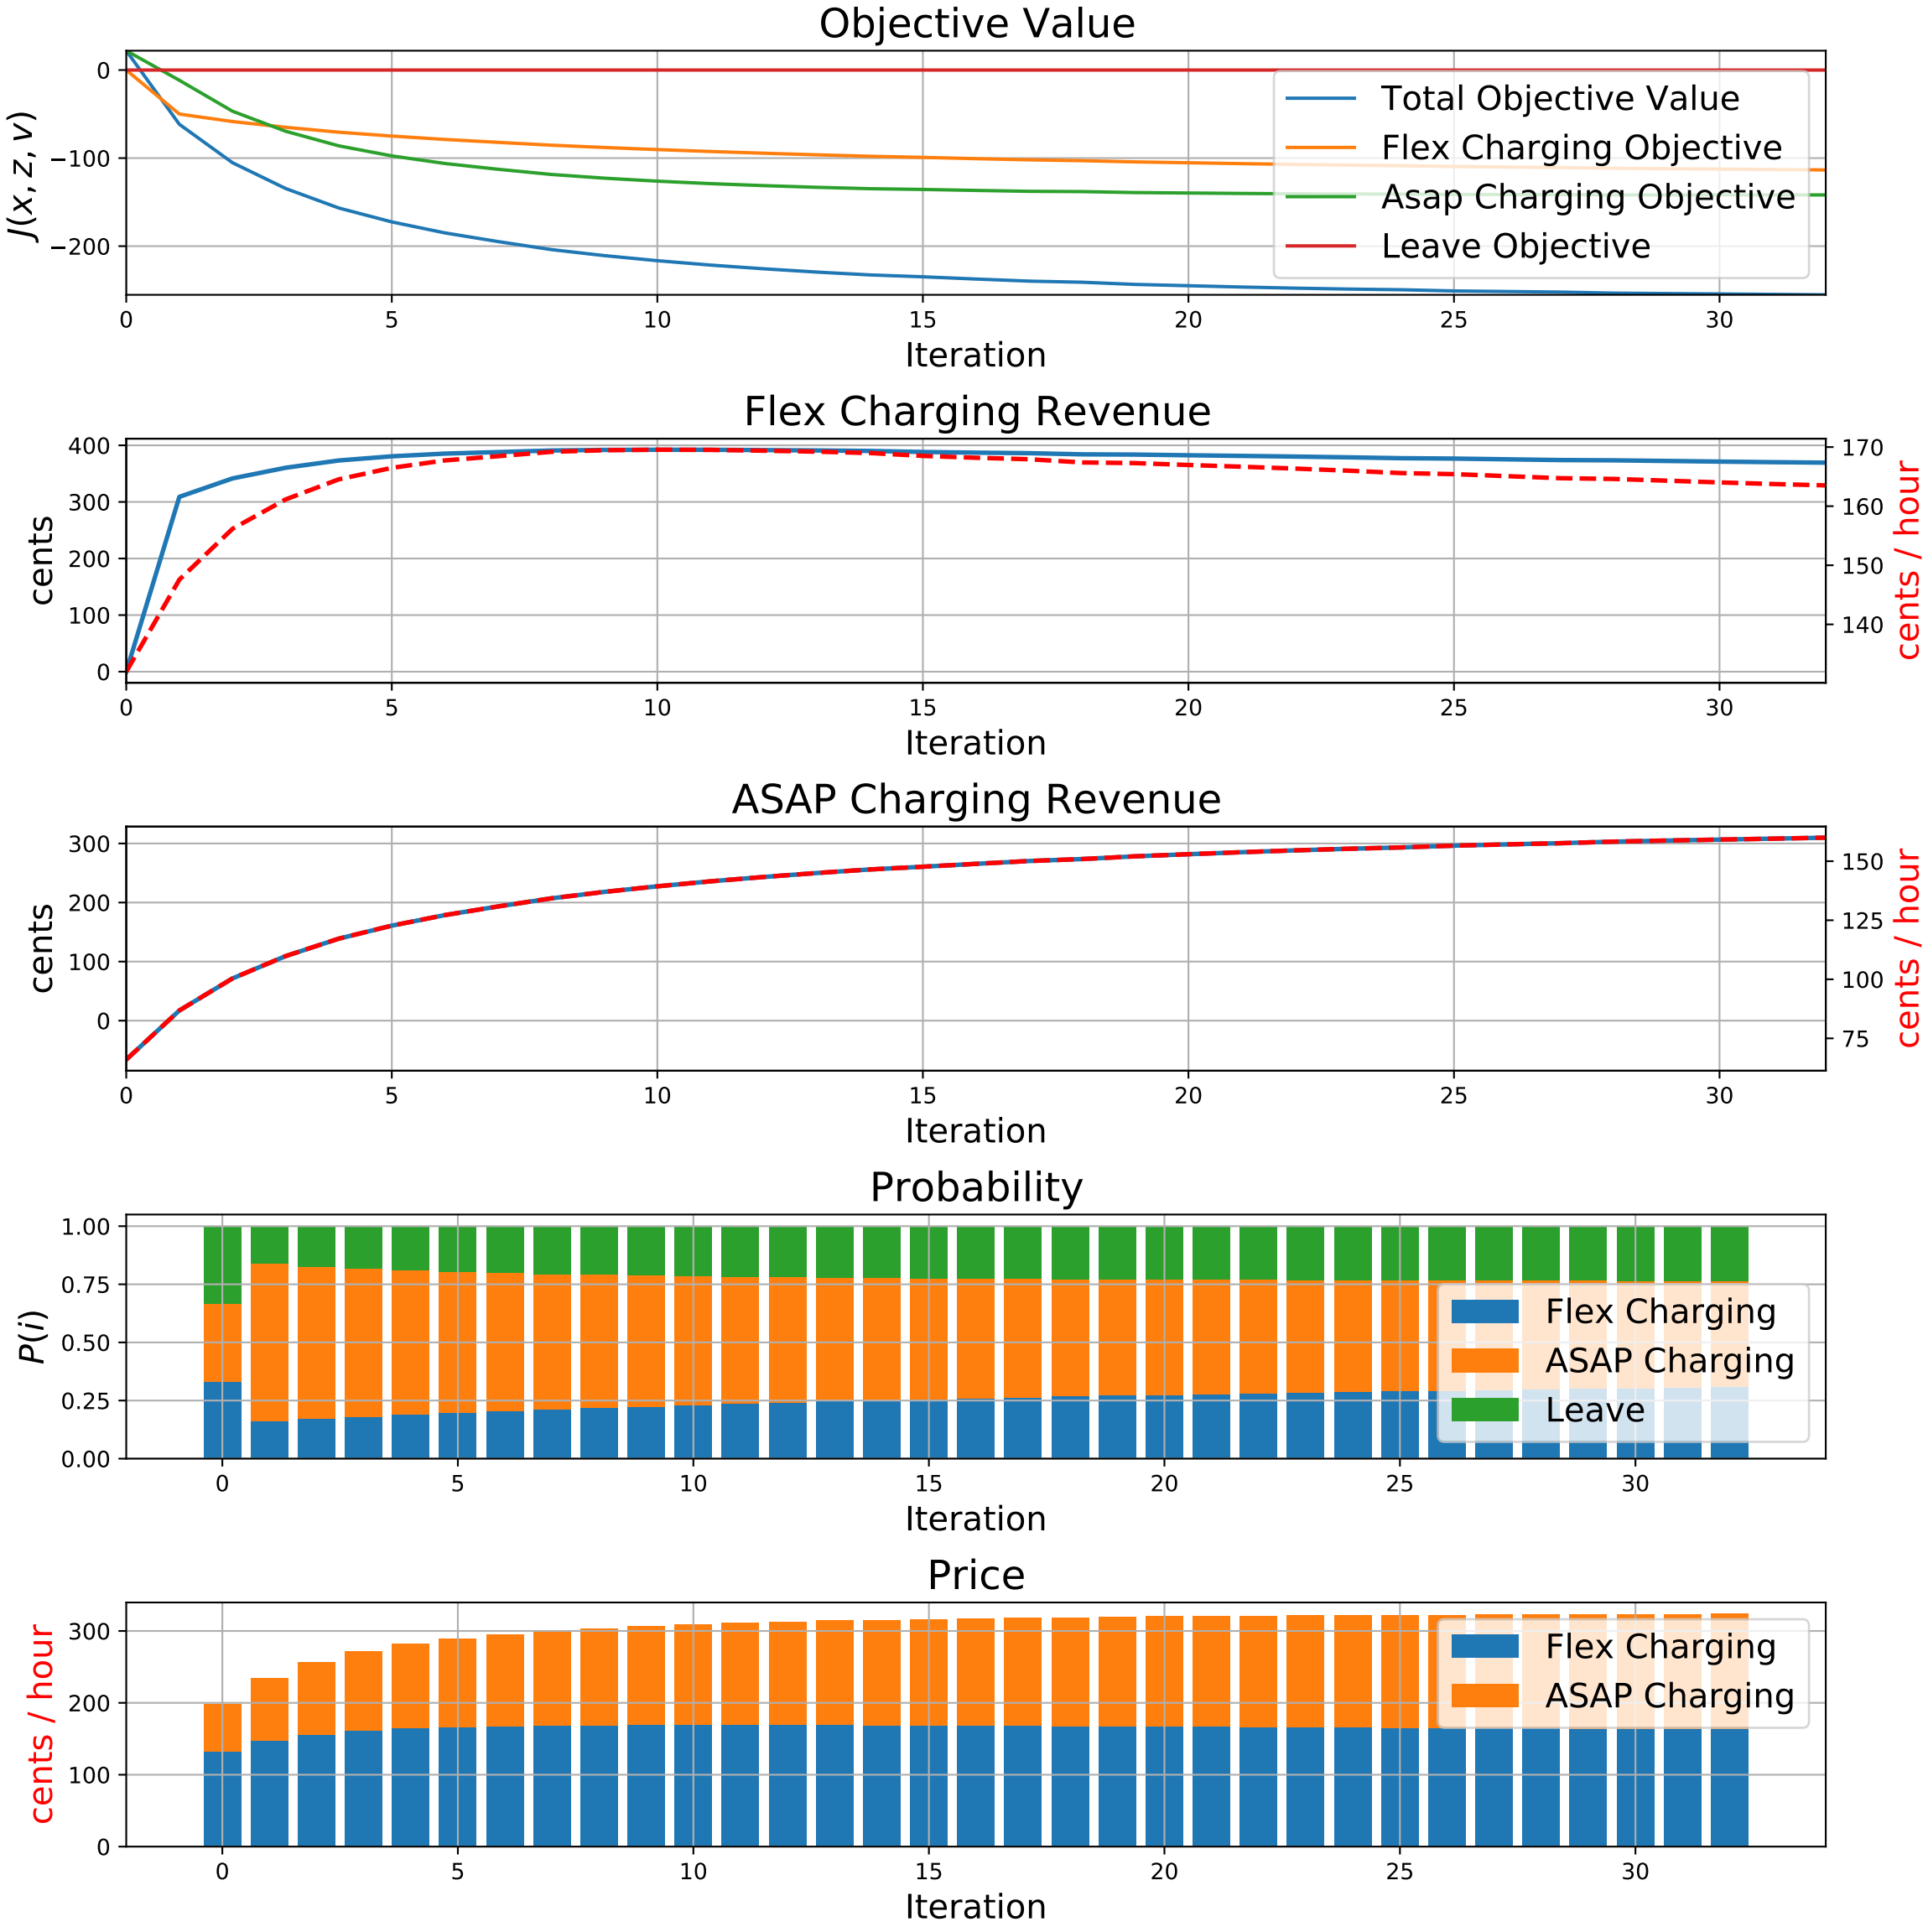 Objective Value
J(x, z, v)
0
−100
−200
Total Objective Value
Flex Charging Objective
Asap Charging Objective
Leave Objective
0 5 10 15 20 25 30
Iteration
Flex Charging Revenue
cents
400
300
200
100
0
170
160
150
140
cents / hour
0 5 10 15 20 25 30
Iteration
ASAP Charging Revenue
cents
300
200
100
0
150
125
100
75
cents / hour
0 5 10 15 20 25 30
Iteration
Probability
P(i)
1.00
0.75
0.50
0.25
0.00
Flex Charging
ASAP Charging
Leave
0 5 10 15 20 25 30
Iteration
Price
cents / hour
300
200
100
0
Flex Charging
ASAP Charging
0 5 10 15 20 25 30
Iteration